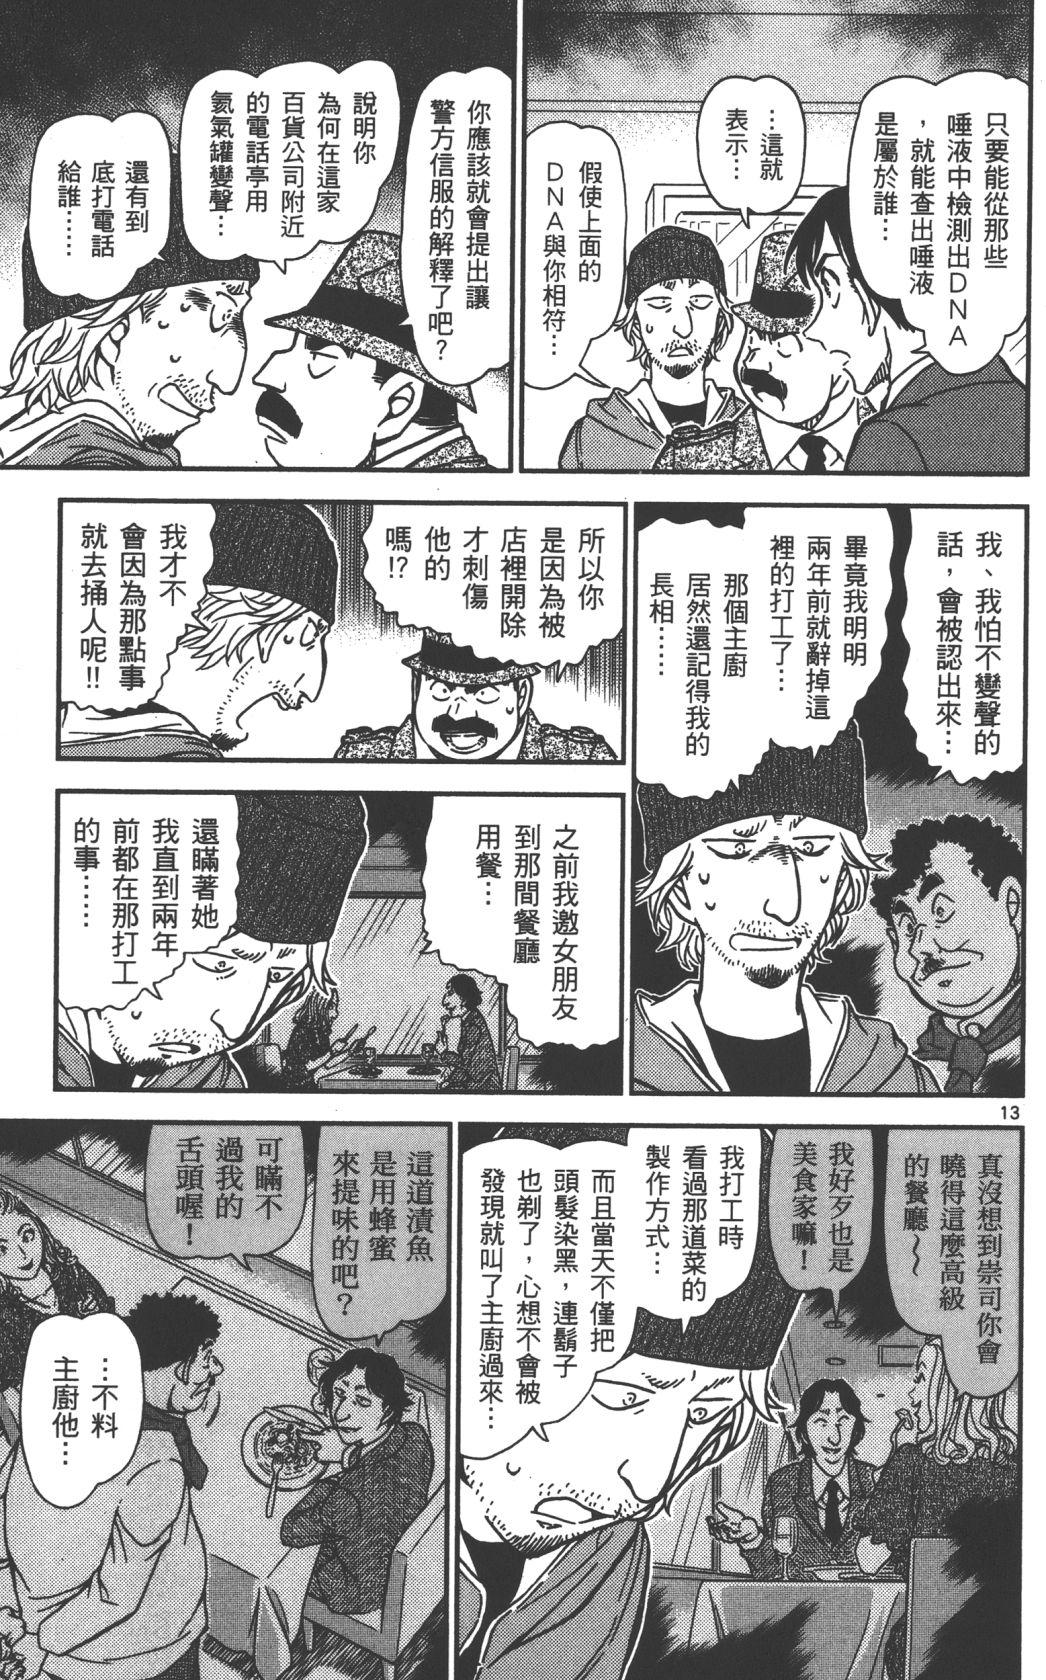 只要能從那些
唾液中檢測出DNA
，就能查出唾液
是屬於誰…
…這就
表示…
假使上面的
DNA與你相符…
你應該就會提出讓
警方信服的解釋了吧？
說明你
為何在這家
百貨公司附近
的電話亭用
氦氣罐變聲…
還有到
底打電話
給誰……
我、我怕不變聲的
話，會被認出來…
畢竟我明明
兩年前就辭掉這
裡的打工了…
那個主廚
居然還記得我的
長相……
所以你
是因為被
店裡開除
才刺傷
他的
嗎!?
我才不
會因為那點事
就去捅人呢!!
之前我邀女朋友
到那間餐廳
用餐…
還瞞著她
我直到兩年
前都在那打工
的事……
13
真沒想到崇司你會
曉得這麼高級
的餐廳～
我好歹也是
美食家嘛！
我打工時
看過那道菜的
製作方式…
而且當天不僅把
頭髮染黑，連鬍子
也剃了，心想不會被
發現就叫了主廚過來…
這道漬魚
是用蜂蜜
來提味的吧？
可瞞不
過我的
舌頭喔！
…不料
主廚他…